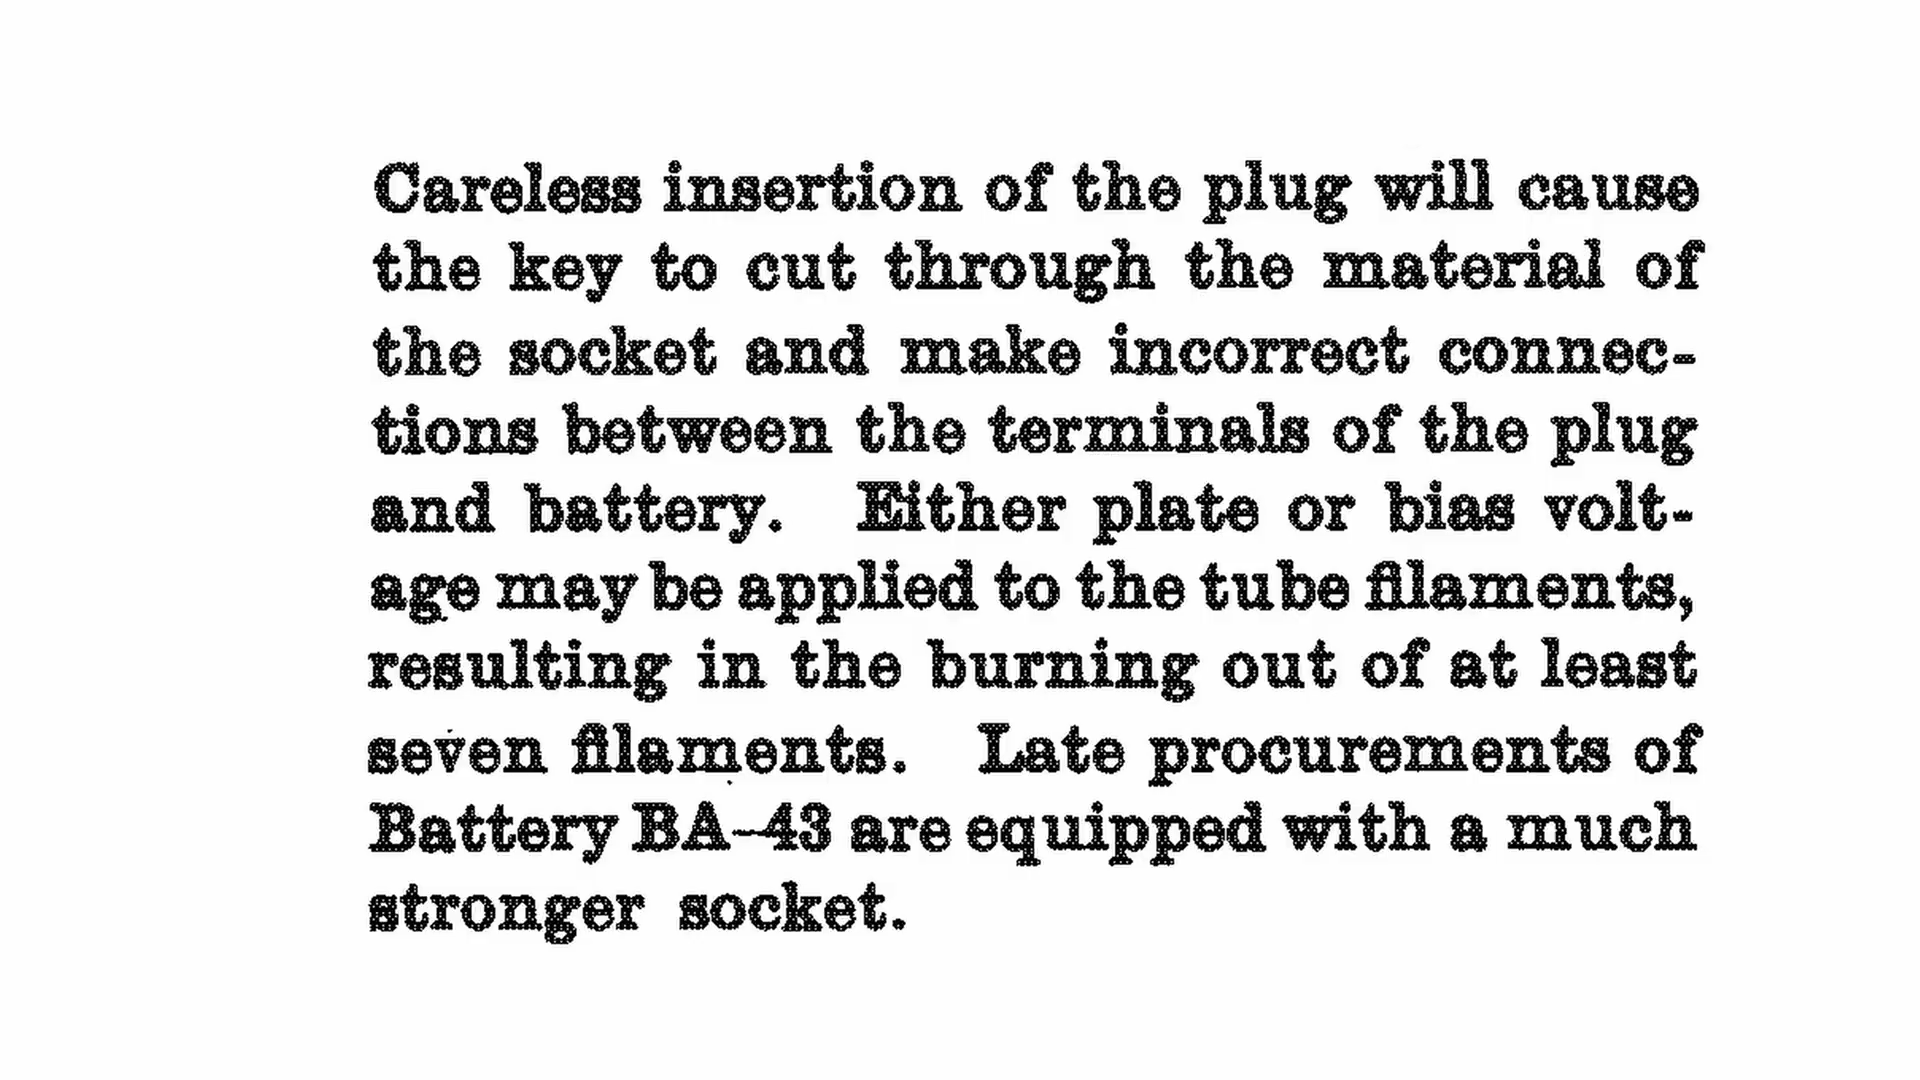 Careless insertion of the plug will cause
the key to cut through the material of
the socket and make incorrect connec-
tions between the terminals of the plug
and battery. Either plate or bias volt-
age may be applied to the tube filaments,
resulting in the burning out of at least
seven filaments. Late procurements of
Battery BA-43 are equipped with a much
stronger socket.